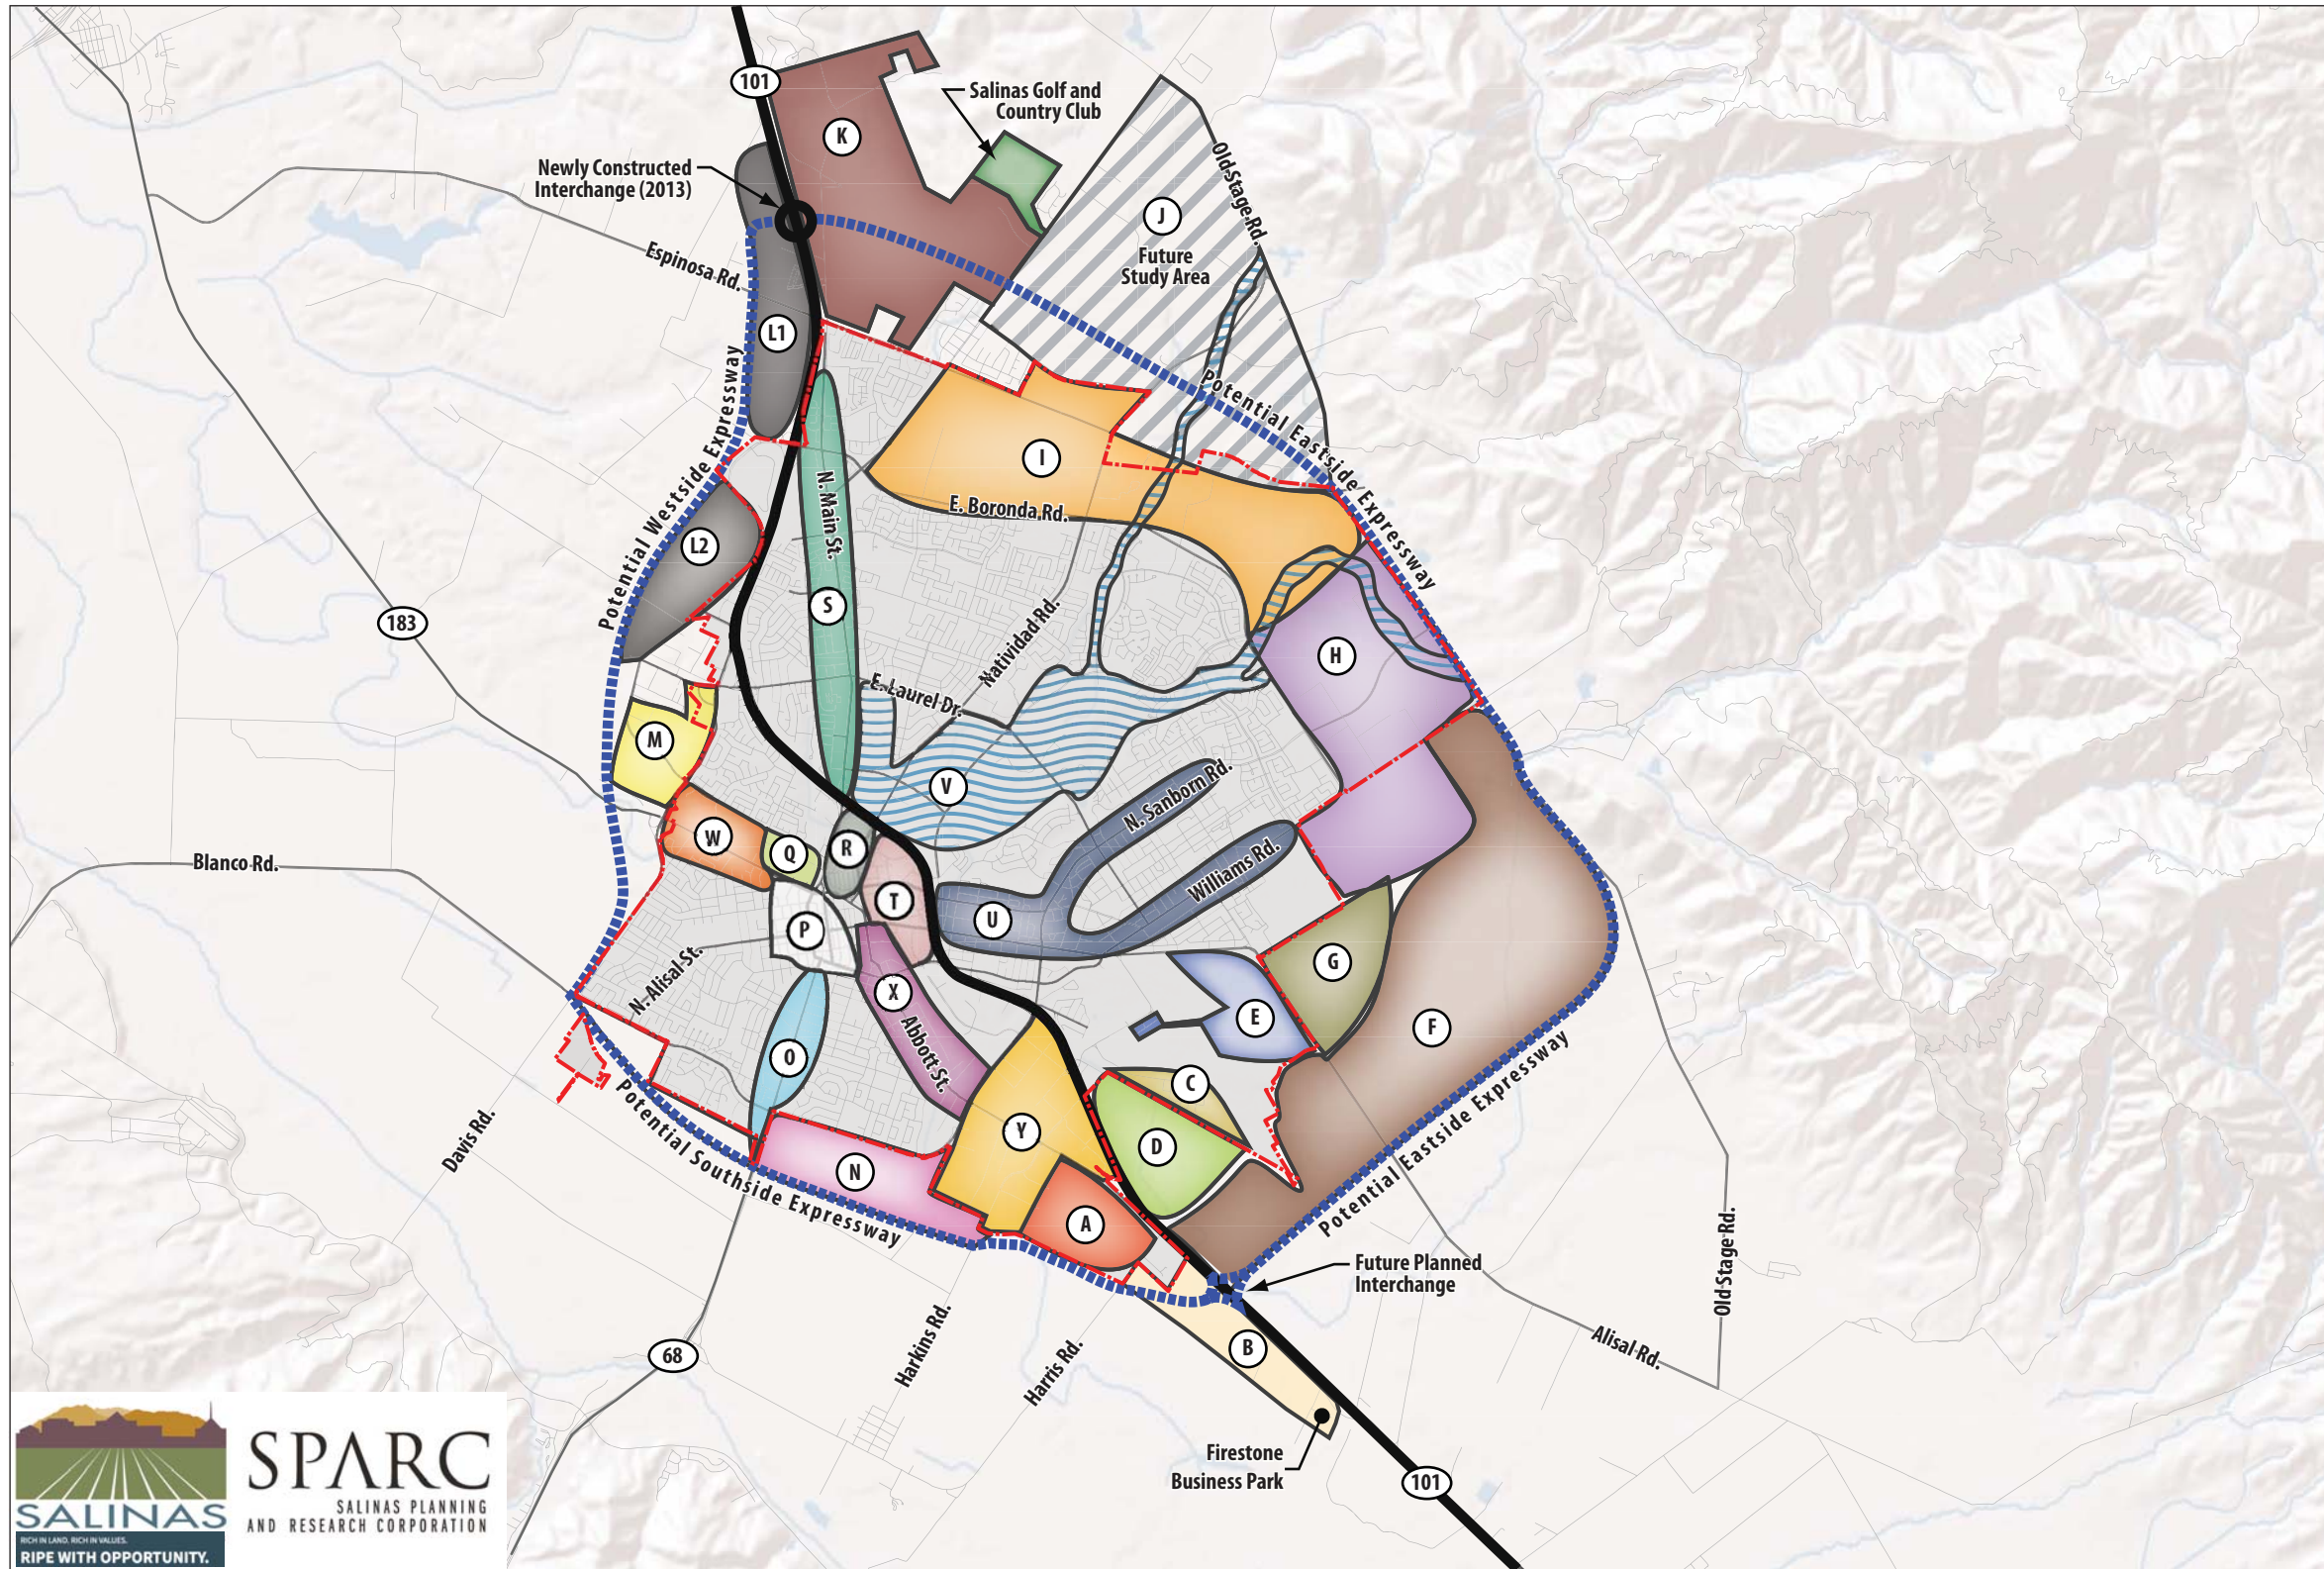 101
K
Salinas Golf and
Country Club
Newly Constructed
Interchange (2013)
Old Stage Rd.
J
Future
Study Area
Espinosa Rd.
L1
Potential Westside Expressway
Potential Eastside Expressway
I
E. Boronda Rd.
N. Main St.
L2
S
183
Natividad Rd.
H
E. Laurel Dr.
M
V
N. Sanborn Rd.
W
Q
R
Blanco Rd.
Williams Rd.
T
U
P
G
N. Alisal St.
X
Abbott St.
E
F
O
C
Y
D
Davis Rd.
Potential Southside Expressway
N
A
Potential Eastside Expressway
Future Planned
Interchange
Old Stage Rd.
B
Alisal Rd.
68
Harkins Rd.
Harris Rd.
Firestone
Business Park
101
SALINAS
RICH IN LAND. RICH IN VALUES.
RIPE WITH OPPORTUNITY.
SPARC
SALINAS PLANNING
AND RESEARCH CORPORATION